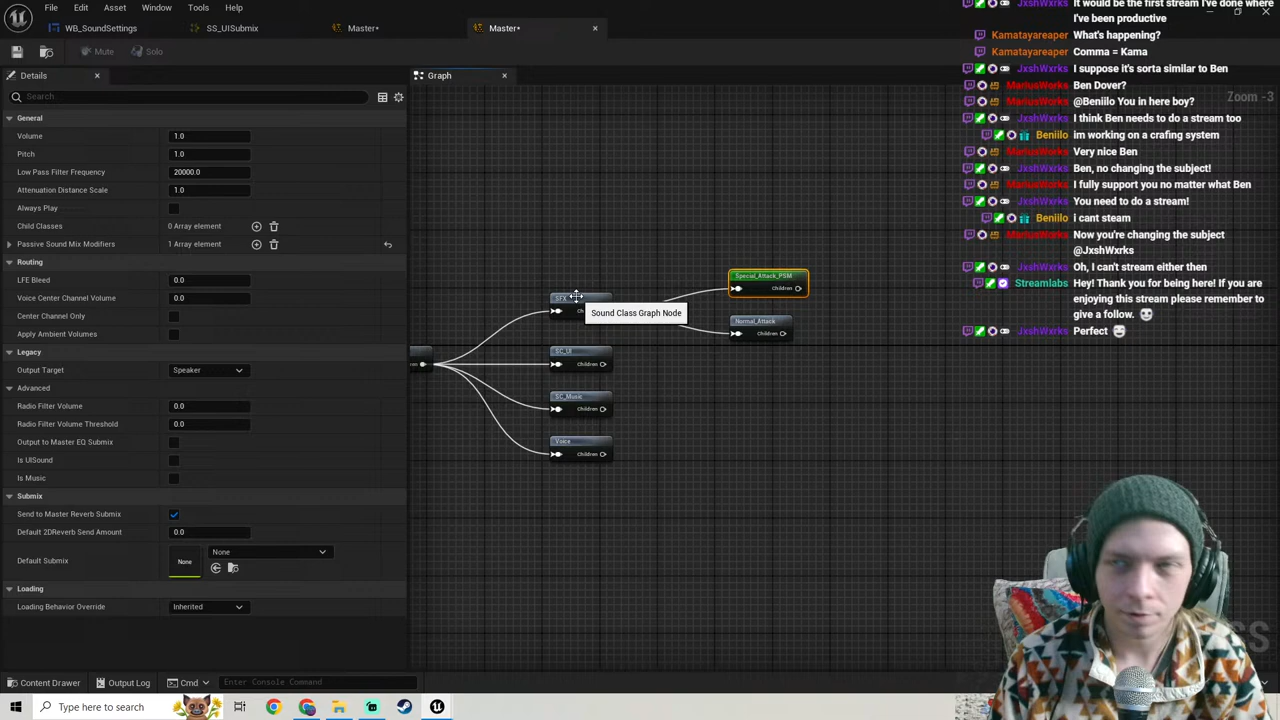 File
Edit
Asset
Window
Tools
Help
WB_SoundSettings
SS_UISubmix
Master*
Master*
Mute
Solo
Details
Search...
General
Volume
1.0
Pitch
1.0
Low Pass Filter Frequency
20000.0
Attenuation Distance Scale
1.0
Always Play
Child Classes
0 Array element
Passive Sound Mix Modifiers
1 Array element
Routing
LFE Bleed
0.0
Voice Center Channel Volume
0.0
Center Channel Only
Apply Ambient Volumes
Legacy
Output Target
Speaker
Advanced
Radio Filter Volume
0.0
Radio Filter Volume Threshold
0.0
Output to Master EQ Submix
Is UISound
Is Music
Submix
Send to Master Reverb Submix
Default 2DReverb Send Amount
0.0
Default Submix
None
None
Loading
Loading Behavior Override
Inherited
Graph
Zoom -3
SFX
Sound Class Graph Node
Special_Attack_PSM
Children
Normal_Attack
Children
SC_UI
Children
SC_Music
Children
Voice
Children
It would be the first stream I've done where
I've been productive
Kamatayareaper What's happening?
Kamatayareaper Comma = Kama
JxshWxrks I suppose it's sorta similar to Ben
MariusWorks Ben Dover?
MariusWorks @Beniilo You in here boy?
JxshWxrks I think Ben needs to do a stream too
Beniilo im working on a crafing system
MariusWorks Very nice Ben
JxshWxrks Ben, no changing the subject!
MariusWorks I fully support you no matter what Ben
JxshWxrks You need to do a stream!
Beniilo i cant steam
MariusWorks Now you're changing the subject
@JxshWxrks
JxshWxrks Oh, I can't stream either then
Streamlabs Hey! Thank you for being here! If you are
enjoying this stream please remember to
give a follow.
JxshWxrks Perfect
Content Drawer
Output Log
Cmd
Enter Console Command
Type here to search